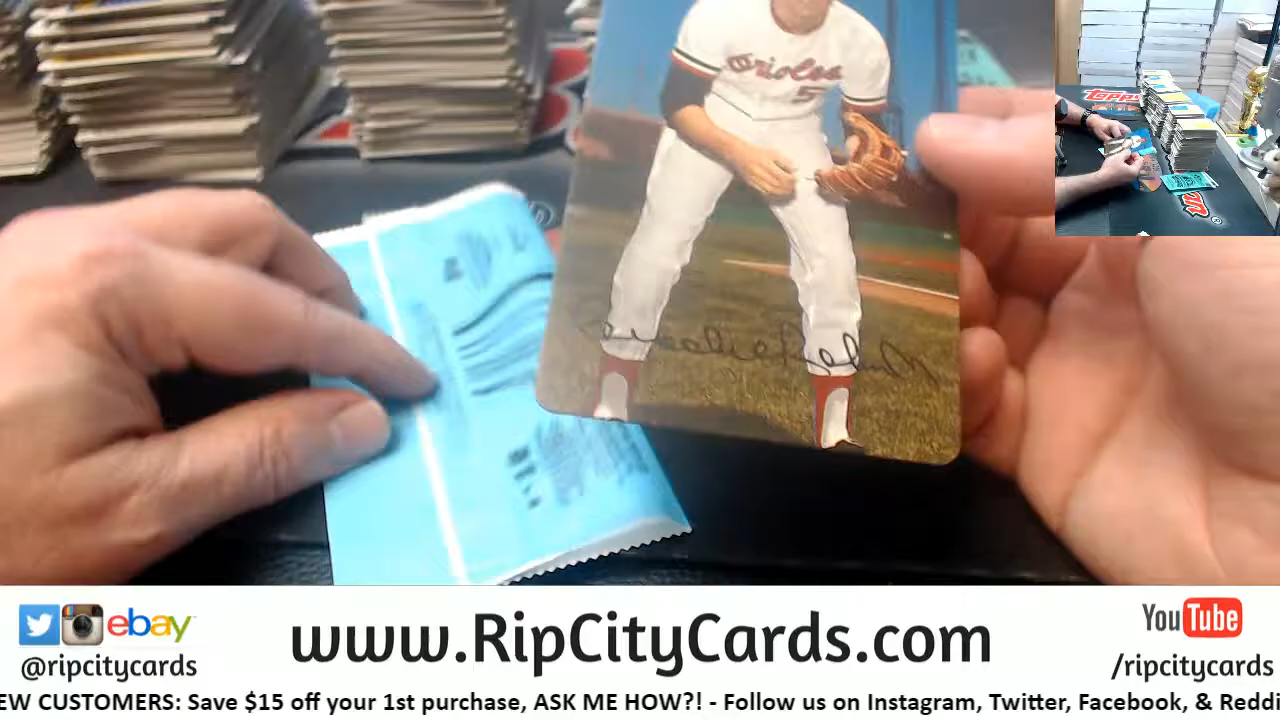 Orioles
5
topps
ebay
@ripcitycards
www.RipCityCards.com
YouTube
/ripcitycards
EW CUSTOMERS: Save $15 off your 1st purchase, ASK ME HOW?! - Follow us on Instagram, Twitter, Facebook, & Reddi